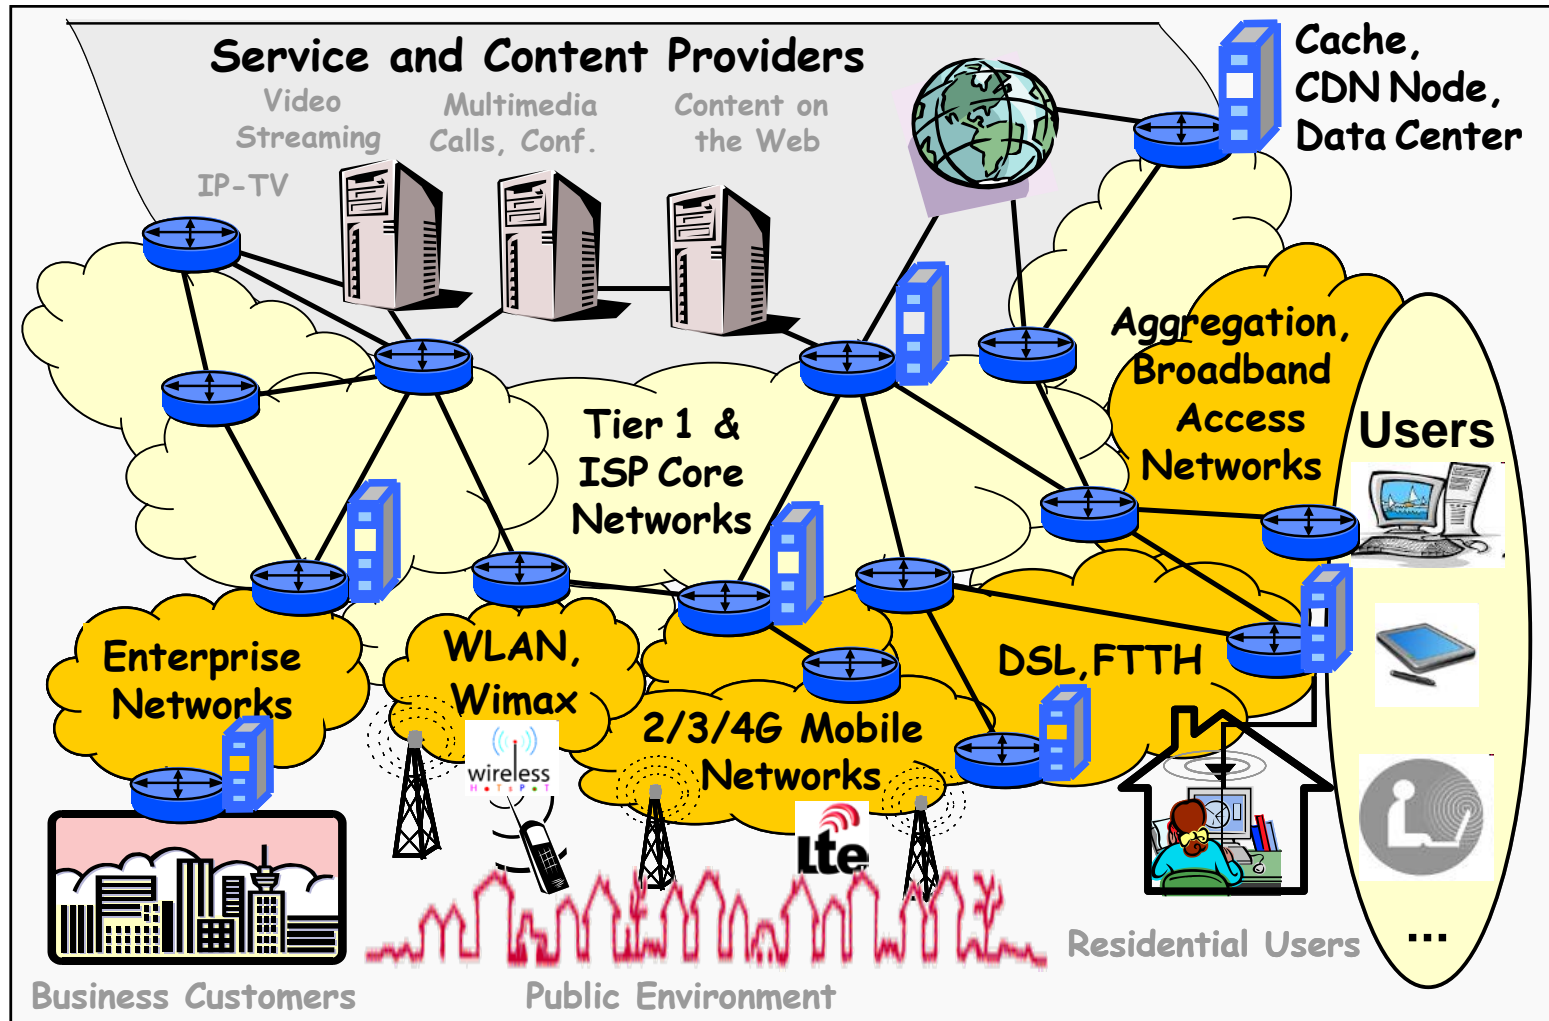 Service and Content Providers
Cache,
CDN Node,
Data Center
Video
Streaming
Multimedia
Calls, Conf.
Content on
the Web
IP-TV
Aggregation,
Broadband
Access
Networks
Users
Tier 1 &
ISP Core
Networks
Enterprise
Networks
WLAN,
Wimax
DSL,FTTH
2/3/4G Mobile
Networks
wireless
H●TSP●T
Lte
Residential Users
...
Business Customers
Public Environment